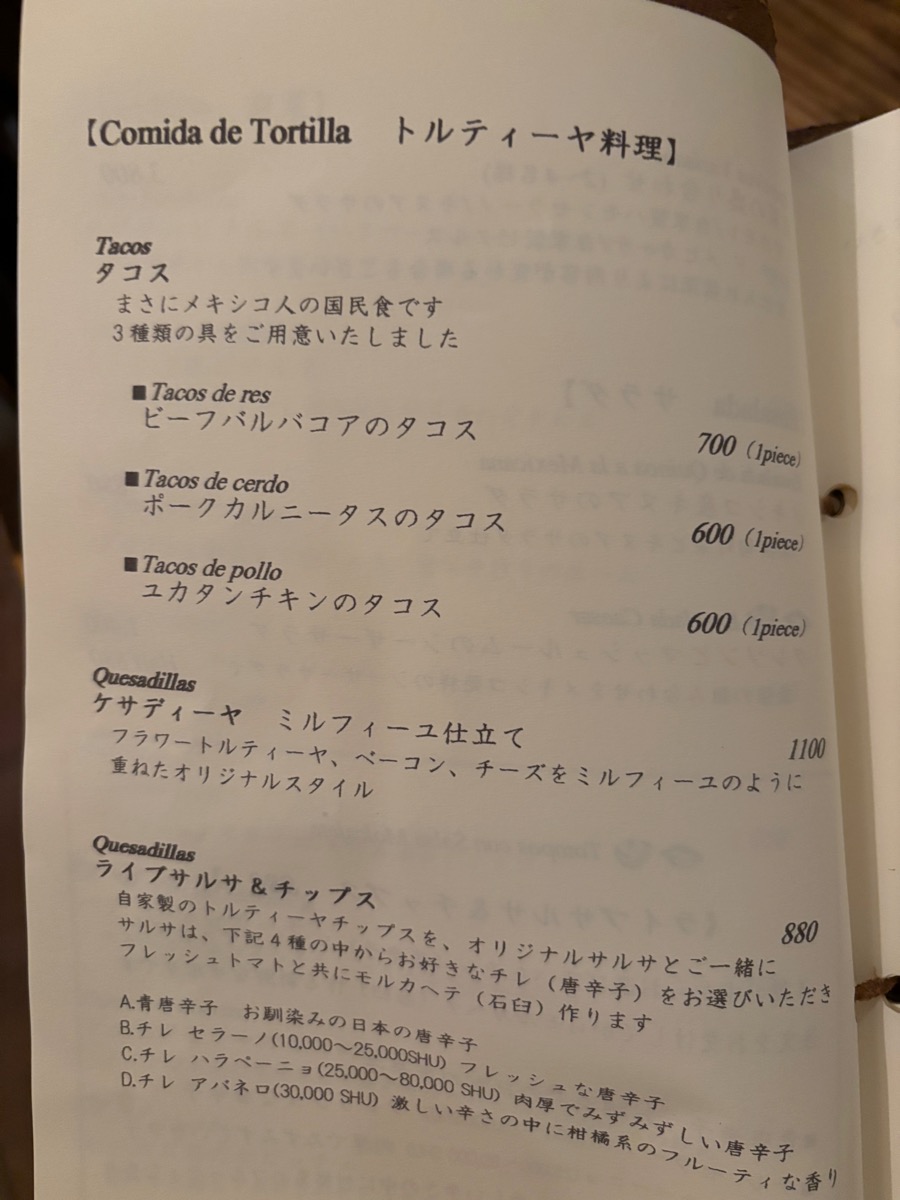 【Comida de Tortilla　トルティーヤ料理】
Tacos
タコス
まさにメキシコ人の国民食です
3種類の具をご用意いたしました
■Tacos de res
ビーフバルバコアのタコス
700（1piece）
■Tacos de cerdo
ポークカルニータスのタコス
600（1piece）
■Tacos de pollo
ユカタンチキンのタコス
600（1piece）
Quesadillas
ケサディーヤ　ミルフィーユ仕立て
1100
フラワートルティーヤ、ベーコン、チーズをミルフィーユのように
重ねたオリジナルスタイル
Quesadillas
ライブサルサ＆チップス
880
自家製のトルティーヤチップスを、オリジナルサルサとご一緒に
サルサは、下記4種の中からお好きなチレ（唐辛子）をお選びいただき
フレッシュトマトと共にモルカヘテ（石臼）作ります
A.青唐辛子　お馴染みの日本の唐辛子
B.チレ セラーノ(10,000～25,000SHU) フレッシュな唐辛子
C.チレ ハラペーニョ(25,000～80,000 SHU) 肉厚でみずみずしい唐辛子
D.チレ アバネロ(30,000 SHU) 激しい辛さの中に柑橘系のフルーティな香り